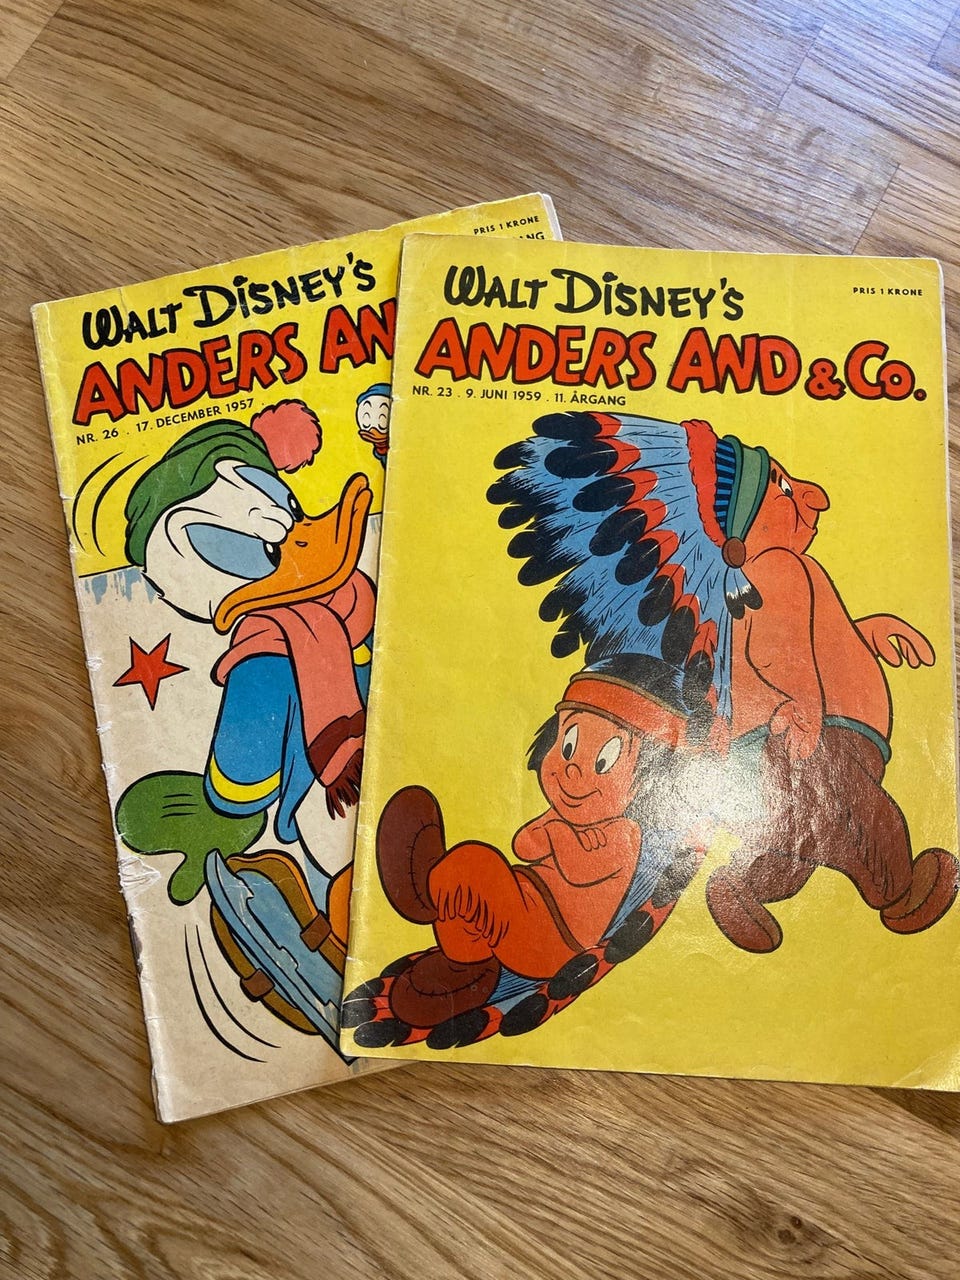 PRIS 1 KRONE
NG
WALT DISNEY'S
ANDERS AN
NR. 26 . 17. DECEMBER 1957 .
WALT DISNEY'S
PRIS 1 KRONE
ANDERS AND & Co.
NR. 23 . 9. JUNI 1959 . 11. ÅRGANG